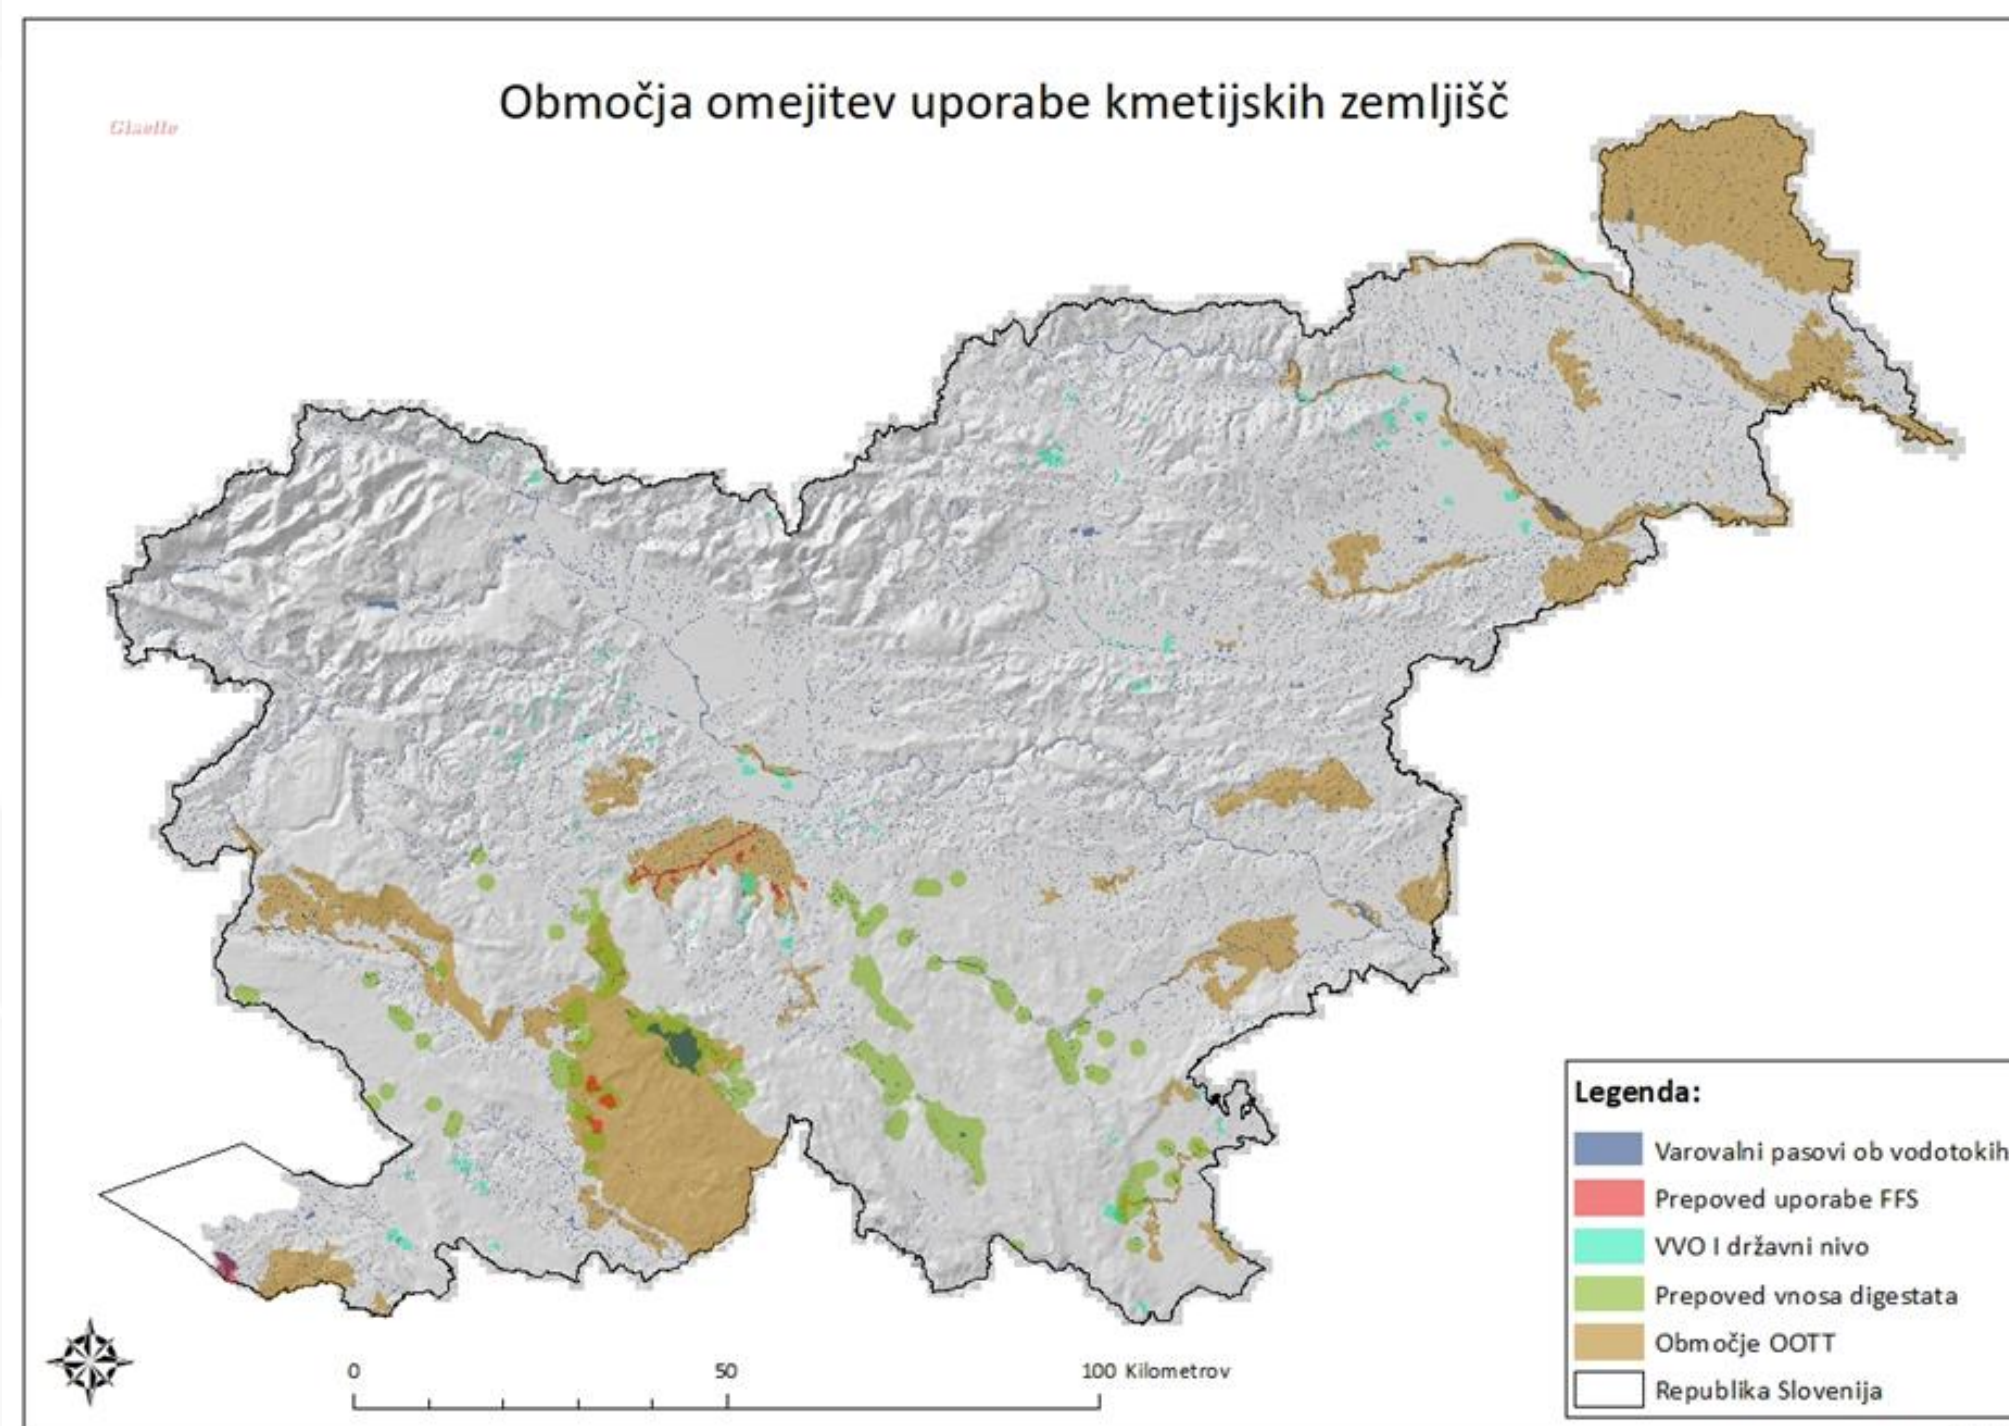 Območja omejitev uporabe kmetijskih zemljišč
Legenda:
Varovalni pasovi ob vodotokih
Prepoved uporabe FFS
VVO I državni nivo
Prepoved vnosa digestata
Območje OOTT
Republika Slovenija
0 50 100 Kilometrov